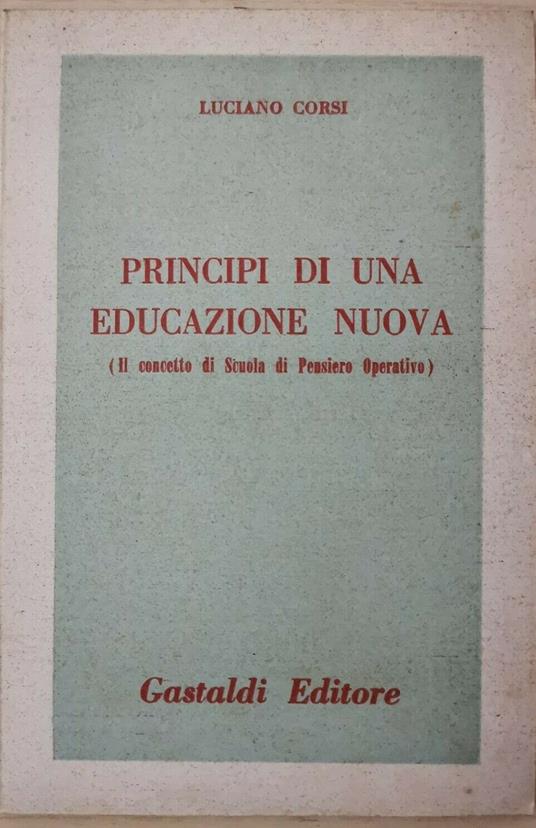 LUCIANO CORSI
PRINCIPI DI UNA
EDUCAZIONE NUOVA
(Il concetto di Scuola di Pensiero Operativo)
Gastaldi Editore